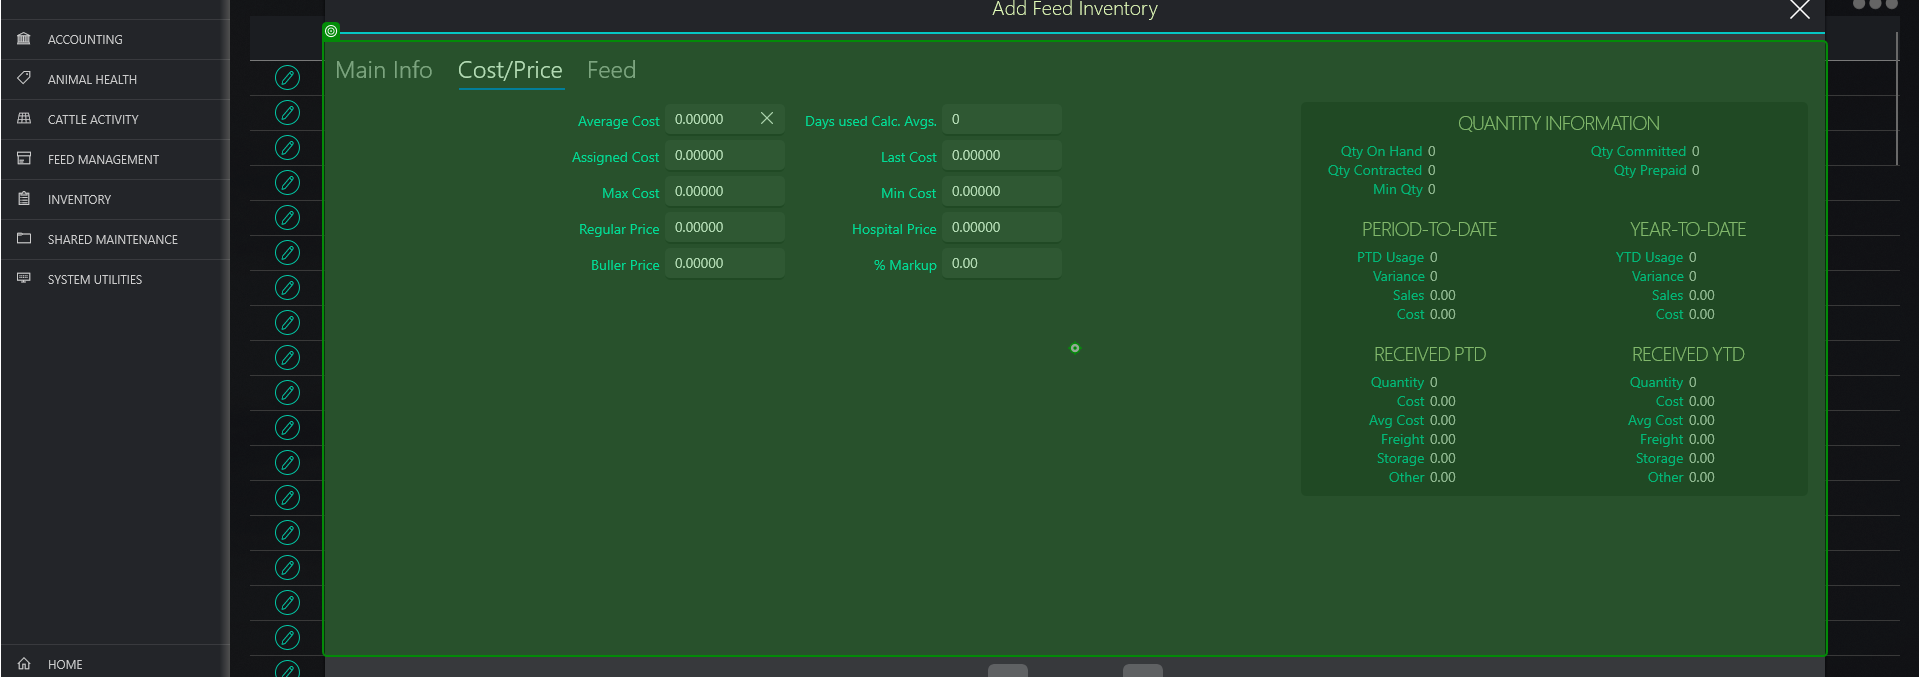 Add Feed Inventory
ACCOUNTING
ANIMAL HEALTH
CATTLE ACTIVITY
FEED MANAGEMENT
INVENTORY
SHARED MAINTENANCE
SYSTEM UTILITIES
HOME
Main Info Cost/Price Feed
Average Cost 0.00000 Days used Calc. Avgs. 0
Assigned Cost 0.00000 Last Cost 0.00000
Max Cost 0.00000 Min Cost 0.00000
Regular Price 0.00000 Hospital Price 0.00000
Buller Price 0.00000 % Markup 0.00
QUANTITY INFORMATION
Qty On Hand 0 Qty Committed 0
Qty Contracted 0 Qty Prepaid 0
Min Qty 0
PERIOD-TO-DATE YEAR-TO-DATE
PTD Usage 0 YTD Usage 0
Variance 0 Variance 0
Sales 0.00 Sales 0.00
Cost 0.00 Cost 0.00
RECEIVED PTD RECEIVED YTD
Quantity 0 Quantity 0
Cost 0.00 Cost 0.00
Avg Cost 0.00 Avg Cost 0.00
Freight 0.00 Freight 0.00
Storage 0.00 Storage 0.00
Other 0.00 Other 0.00